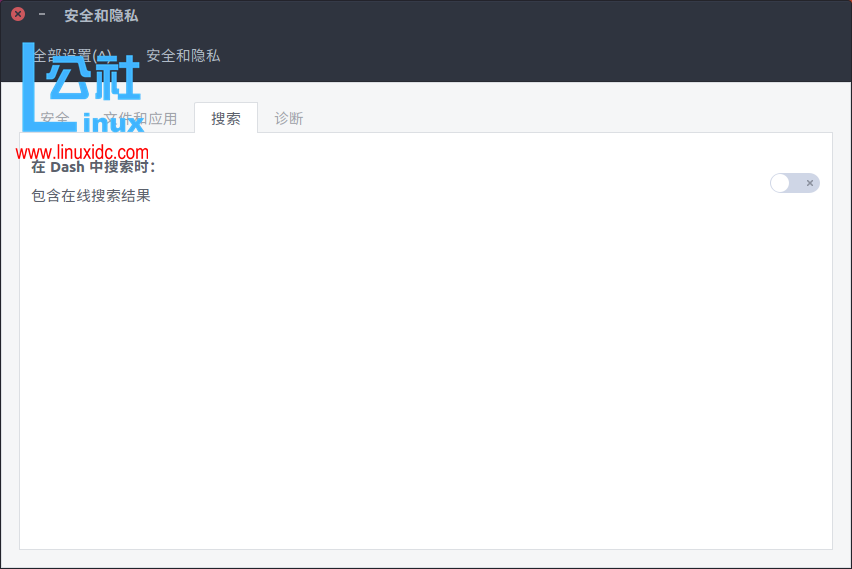 安全和隐私
全部设置(A) 安全和隐私
公社
Linux
安全 文件和应用 搜索 诊断
www.linuxidc.com
在 Dash 中搜索时：
包含在线搜索结果